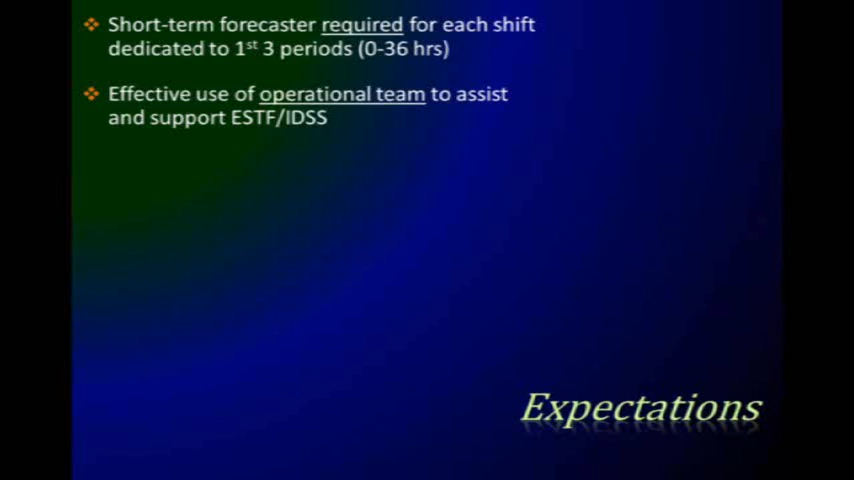 ❖ Short-term forecaster required for each shift
dedicated to 1st 3 periods (0-36 hrs)
❖ Effective use of operational team to assist
and support ESTF/IDSS
Expectations